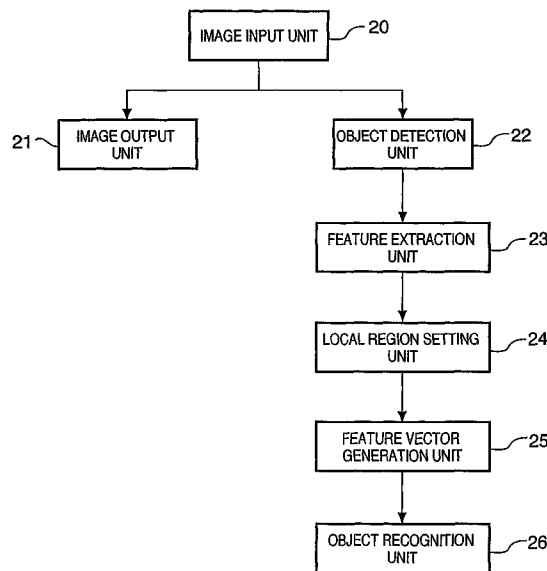 IMAGE INPUT UNIT
20
21
IMAGE OUTPUT
UNIT
OBJECT DETECTION
UNIT
22
FEATURE EXTRACTION
UNIT
23
LOCAL REGION SETTING
UNIT
24
FEATURE VECTOR
GENERATION UNIT
25
OBJECT RECOGNITION
UNIT
26